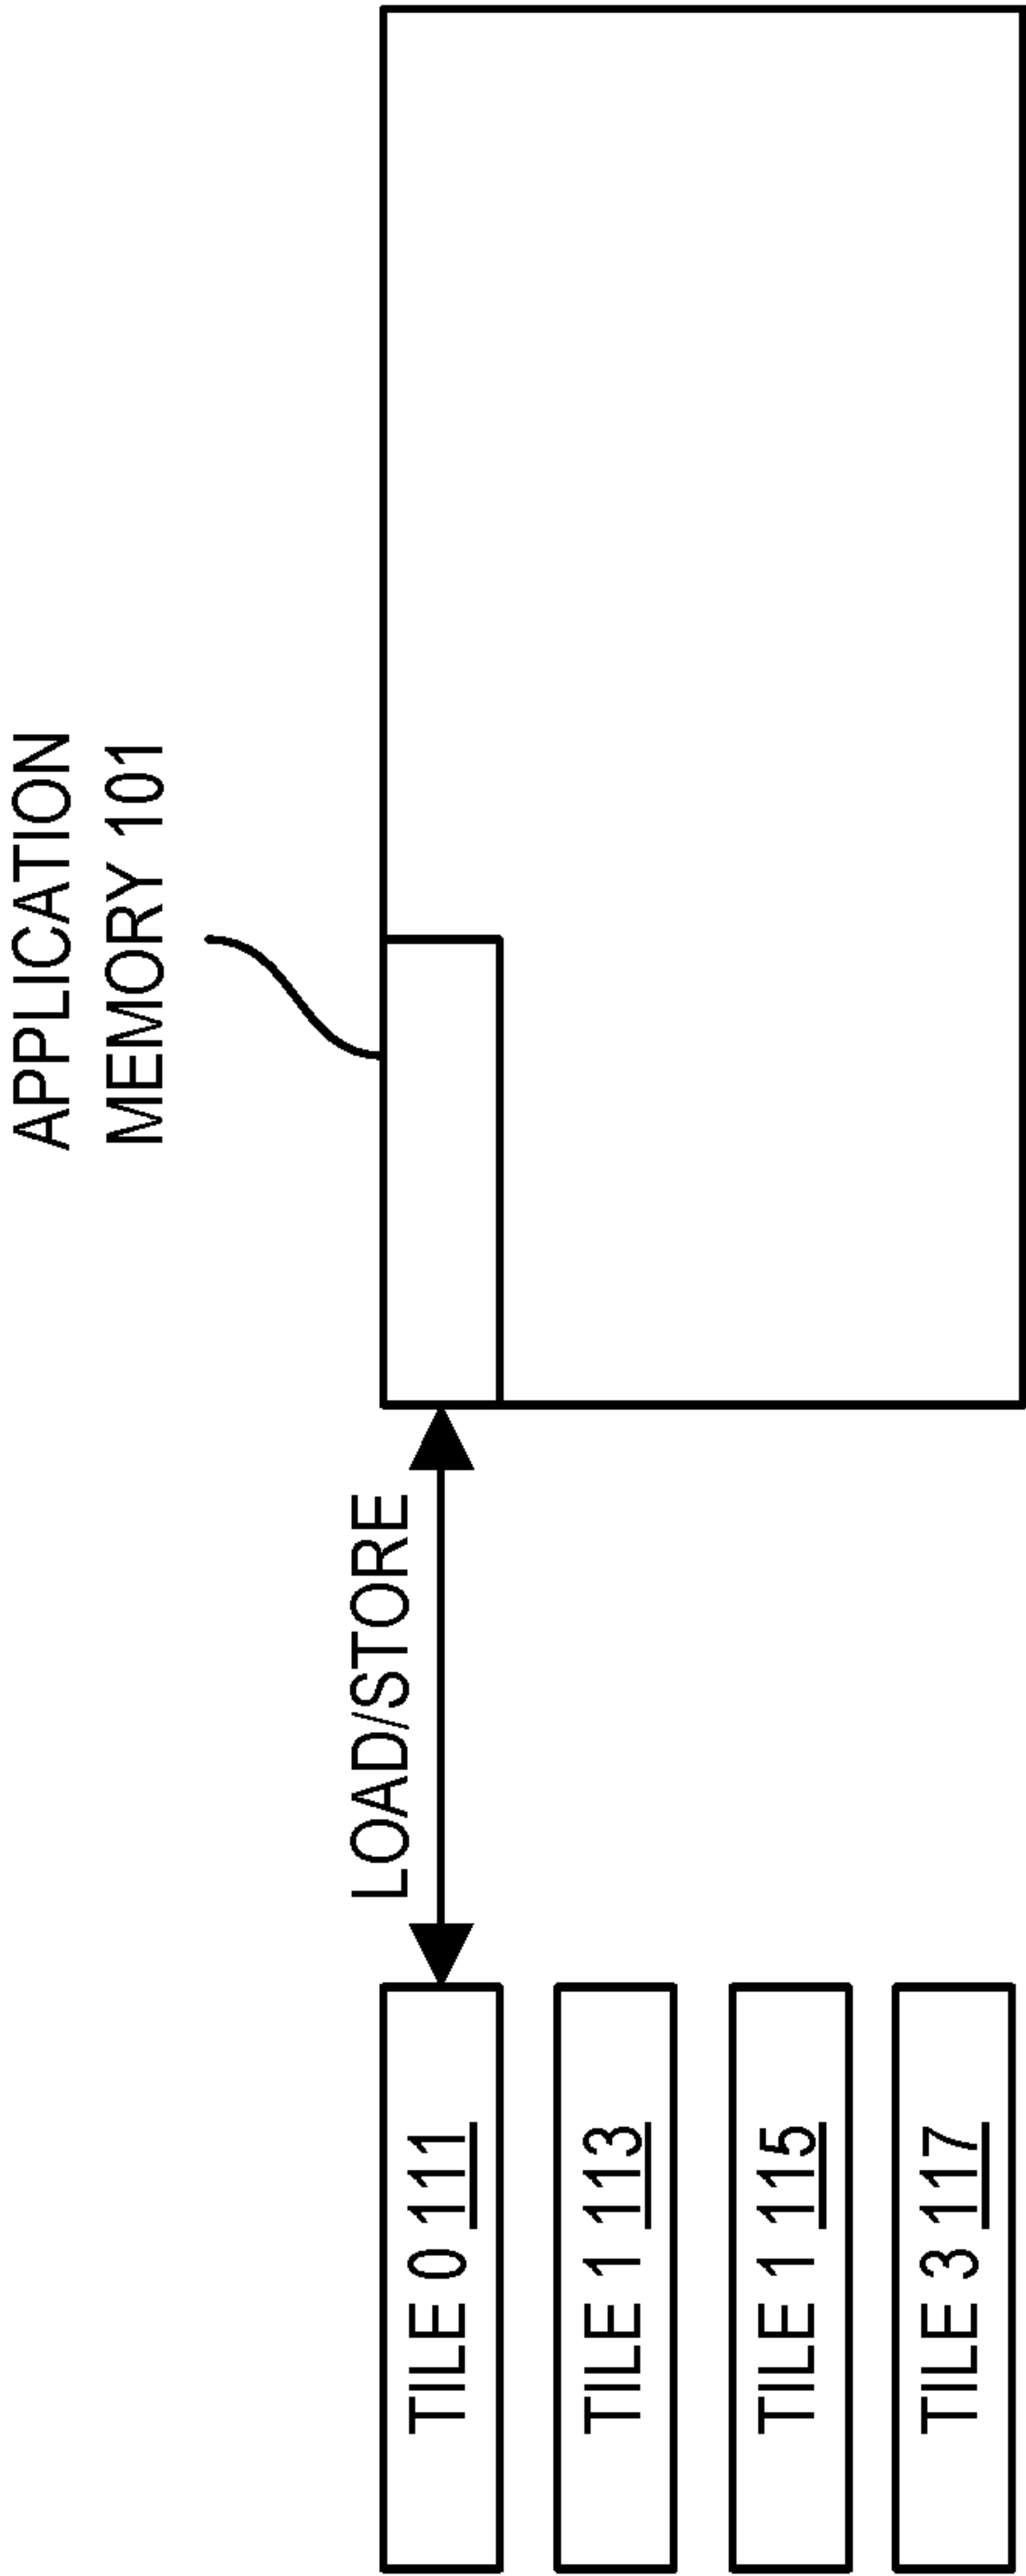 APPLICATION
MEMORY 101
LOAD/STORE
TILE 0 111
TILE 1 113
TILE 1 115
TILE 3 117